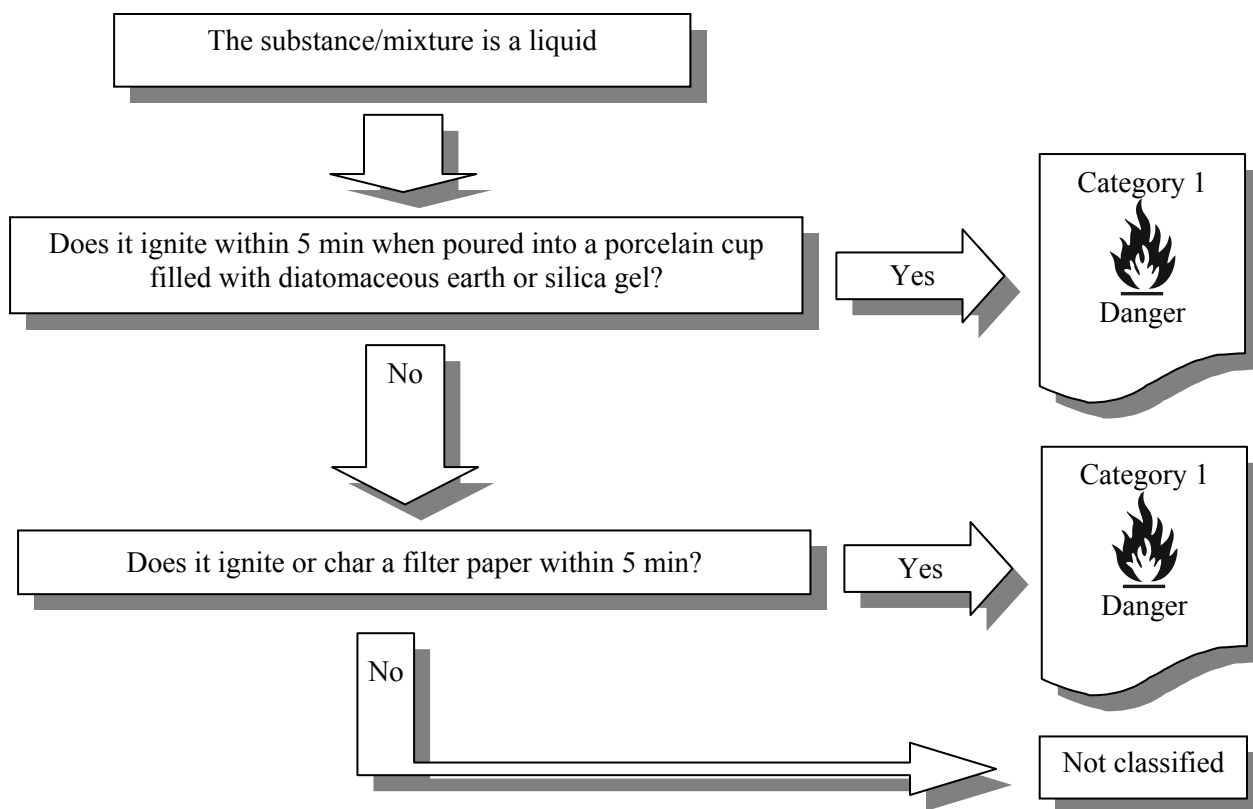 The substance/mixture is a liquid
Does it ignite within 5 min when poured into a porcelain cup
filled with diatomaceous earth or silica gel?
Yes
Category 1
Danger
No
Does it ignite or char a filter paper within 5 min?
Yes
Category 1
Danger
No
Not classified